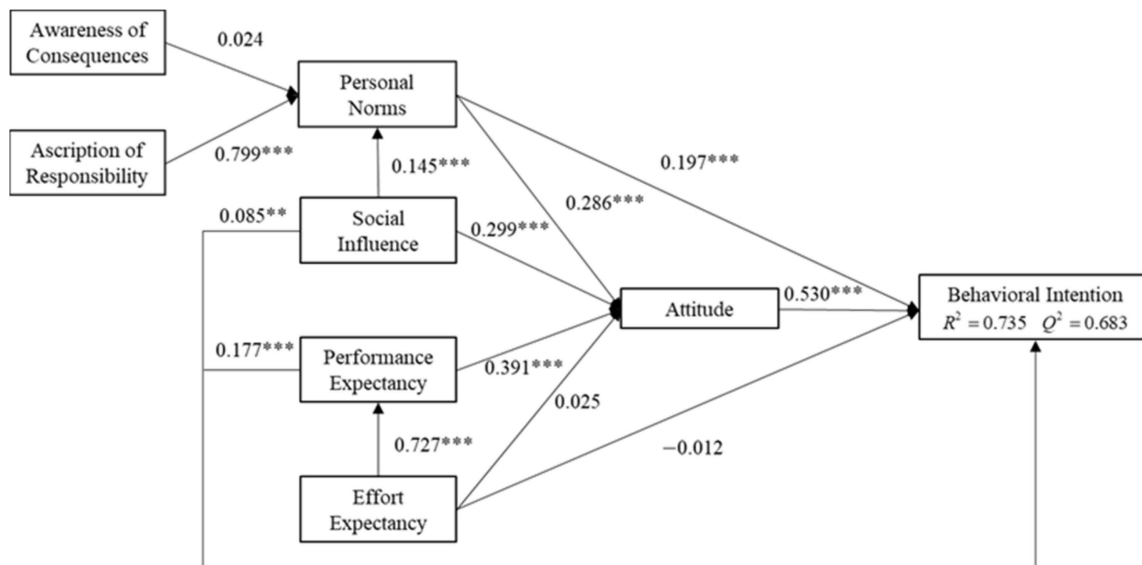 Awareness of
Consequences
0.024
Personal
Norms
Ascription of
Responsibility
0.799***
0.145***
0.197***
0.286***
0.085**
Social
Influence
0.299***
Attitude
0.530***
Behavioral Intention
R² = 0.735 Q² = 0.683
0.177***
Performance
Expectancy
0.391***
0.025
0.727***
−0.012
Effort
Expectancy